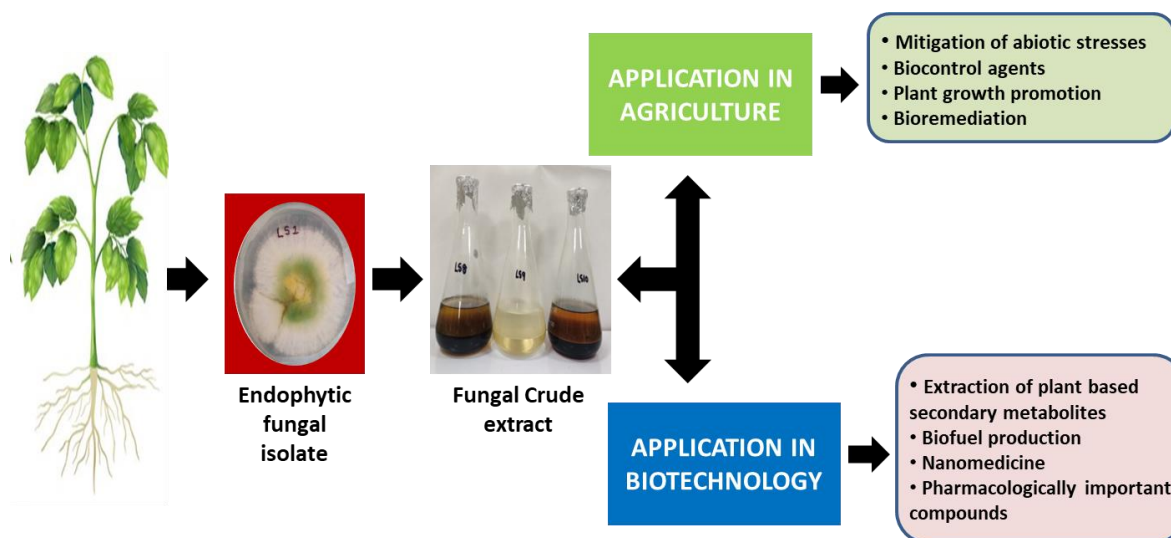 LS1
Endophytic
fungal
isolate
LS8
LS9
LS10
Fungal Crude
extract
APPLICATION IN
AGRICULTURE
• Mitigation of abiotic stresses
• Biocontrol agents
• Plant growth promotion
• Bioremediation
APPLICATION IN
BIOTECHNOLOGY
• Extraction of plant based
secondary metabolites
• Biofuel production
• Nanomedicine
• Pharmacologically important
compounds